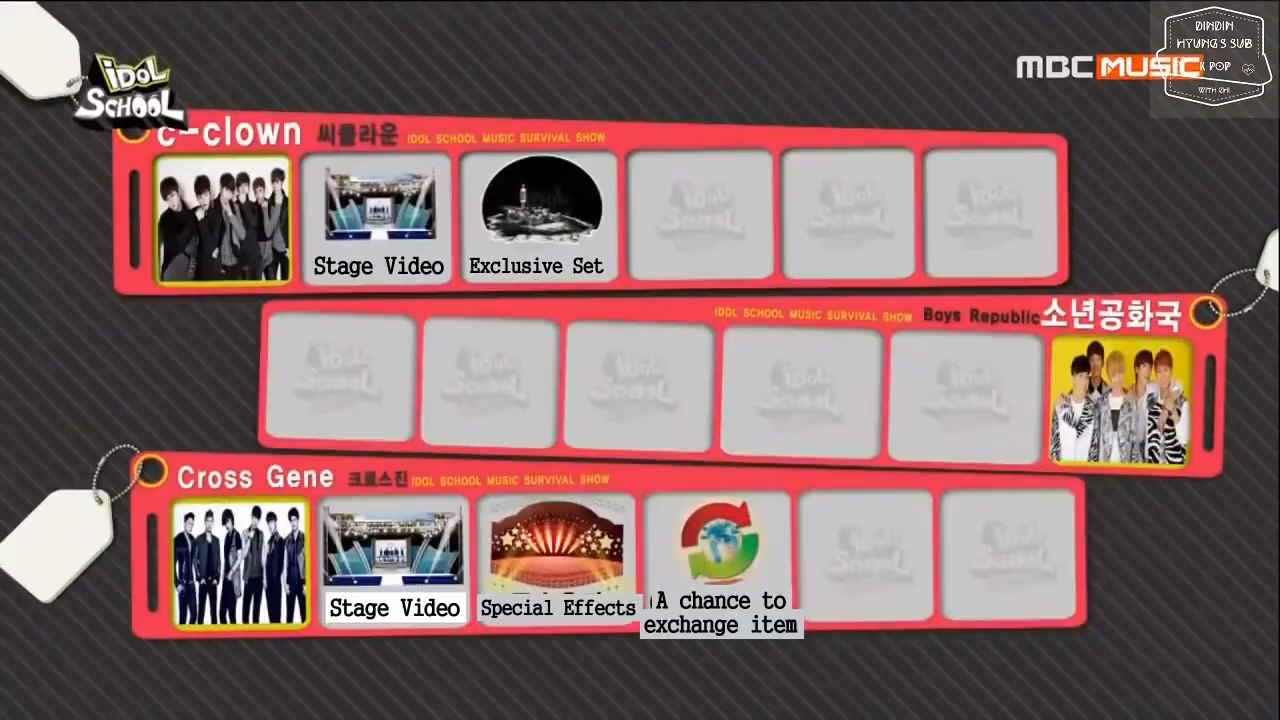 IDOL
SCHOOL
MBC MUSIC
DINDIN
HYUNG'S SUB
K POP
WITH CHI
c-clown 씨클라운 IDOL SCHOOL MUSIC SURVIVAL SHOW
Stage Video
Exclusive Set
IDOL SCHOOL MUSIC SURVIVAL SHOW Boys Republic 소년공화국
Cross Gene 크로스진 IDOL SCHOOL MUSIC SURVIVAL SHOW
Stage Video
Special Effects
A chance to
exchange item